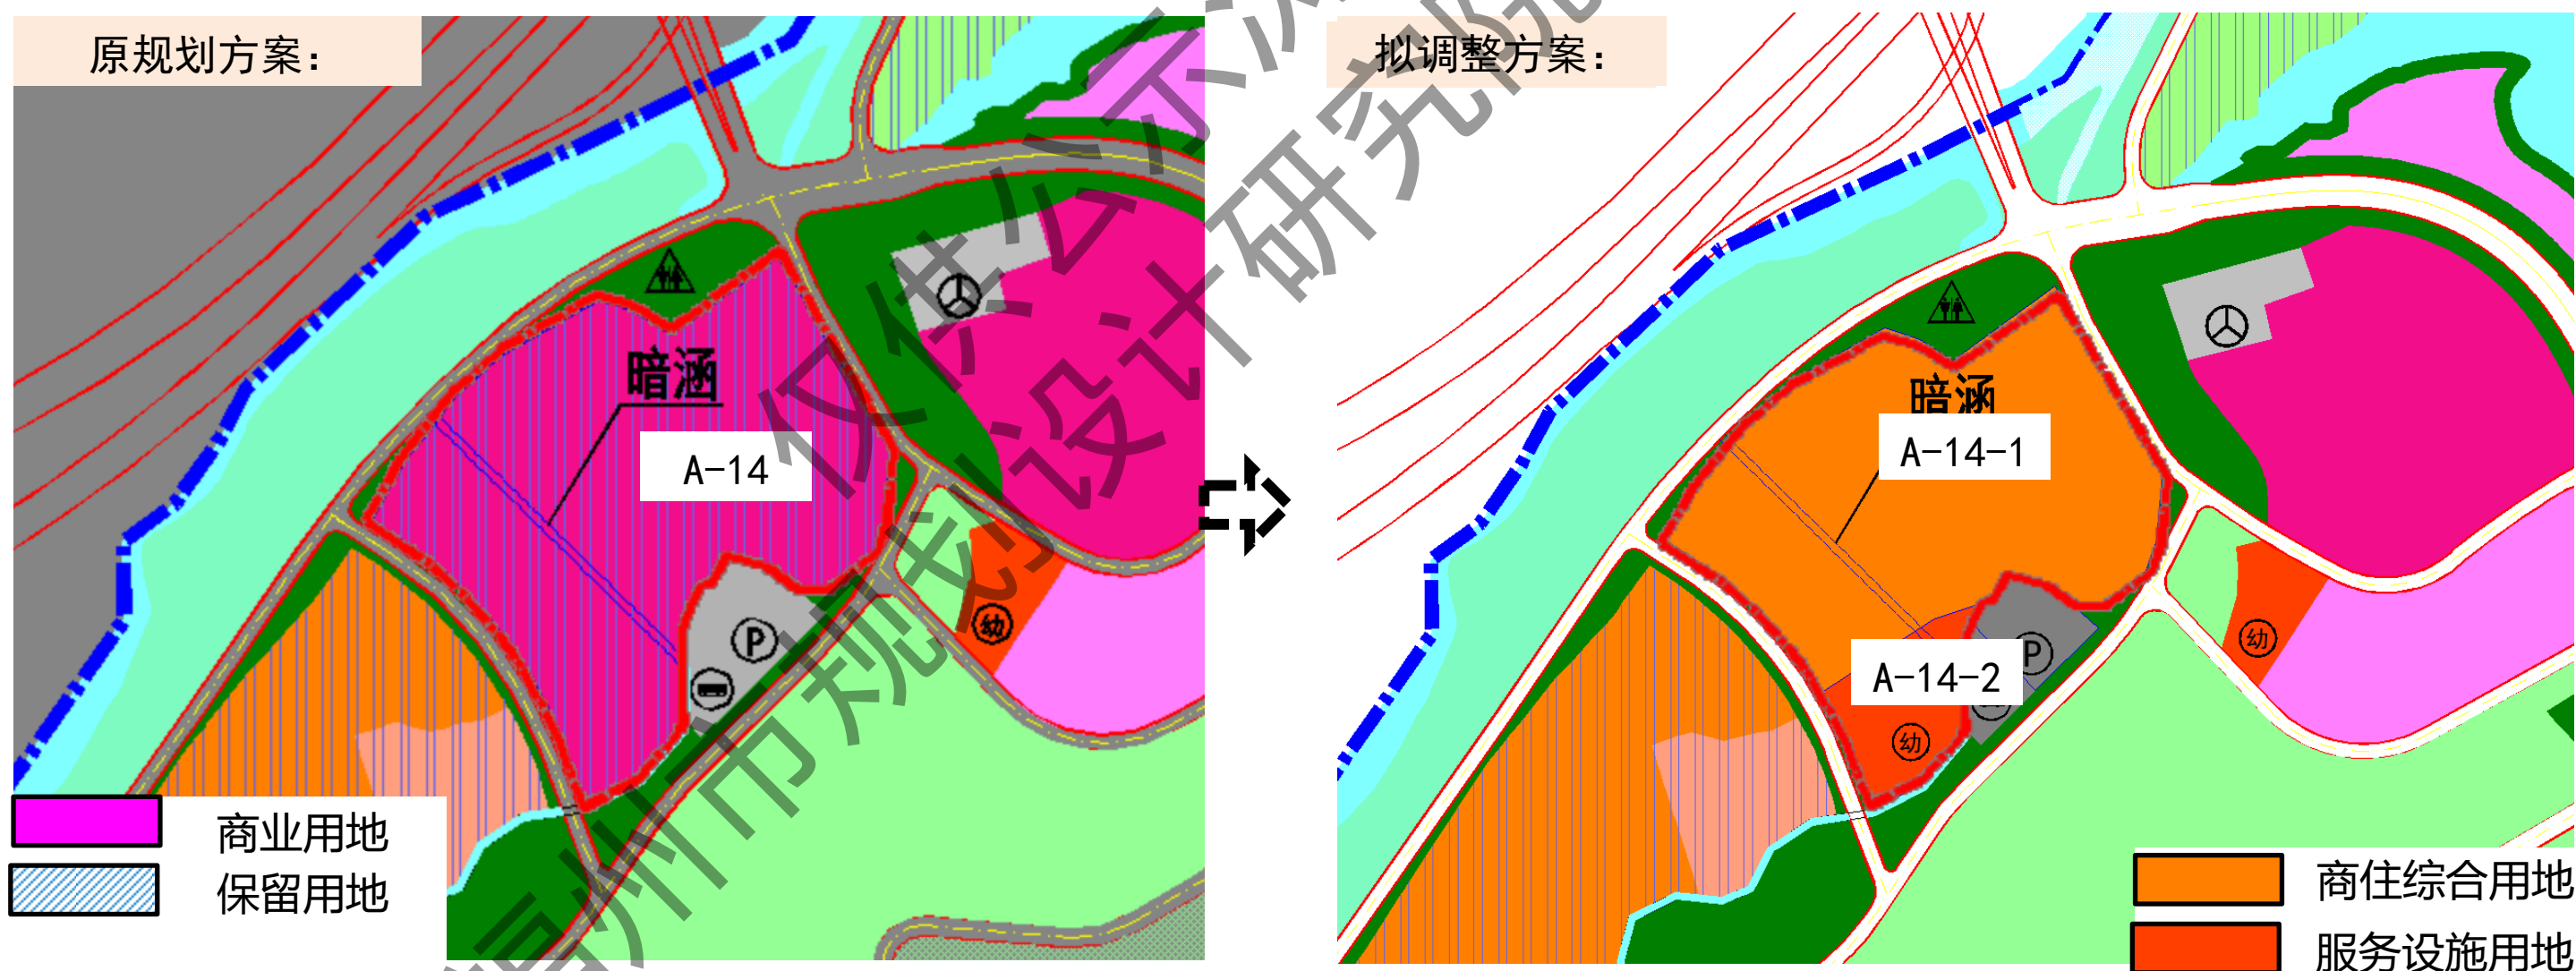 原规划方案：
拟调整方案：
暗涵
A-14
P
幼
商业用地
保留用地
暗涵
A-14-1
A-14-2
P
幼
幼
商住综合用地
服务设施用地
仅供公示
州市规划设计研究院